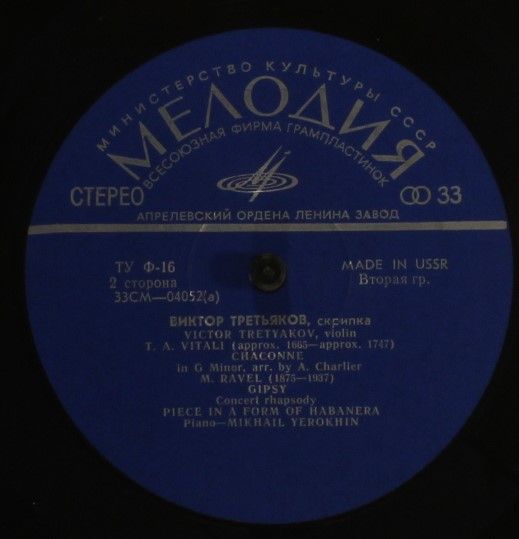 МИНИСТЕРСТВО КУЛЬТУРЫ СССР
МЕЛОДИЯ
ВСЕСОЮЗНАЯ ФИРМА ГРАМПЛАСТИНОК
СТЕРЕО 33
АПРЕЛЕВСКИЙ ОРДЕНА ЛЕНИНА ЗАВОД
ТУ Ф-16 MADE IN USSR
2 сторона Вторая гр.
33СМ—04052(а)
ВИКТОР ТРЕТЬЯКОВ, скрипка
VICTOR TRETYAKOV, violin
T. A. VITALI (approx. 1665—approx. 1747)
CHACONNE
in G Minor, arr. by A. Charlier
M. RAVEL (1875—1937)
GIPSY
Concert rhapsody
PIECE IN A FORM OF HABANERA
Piano—MIKHAIL YEROKHIN